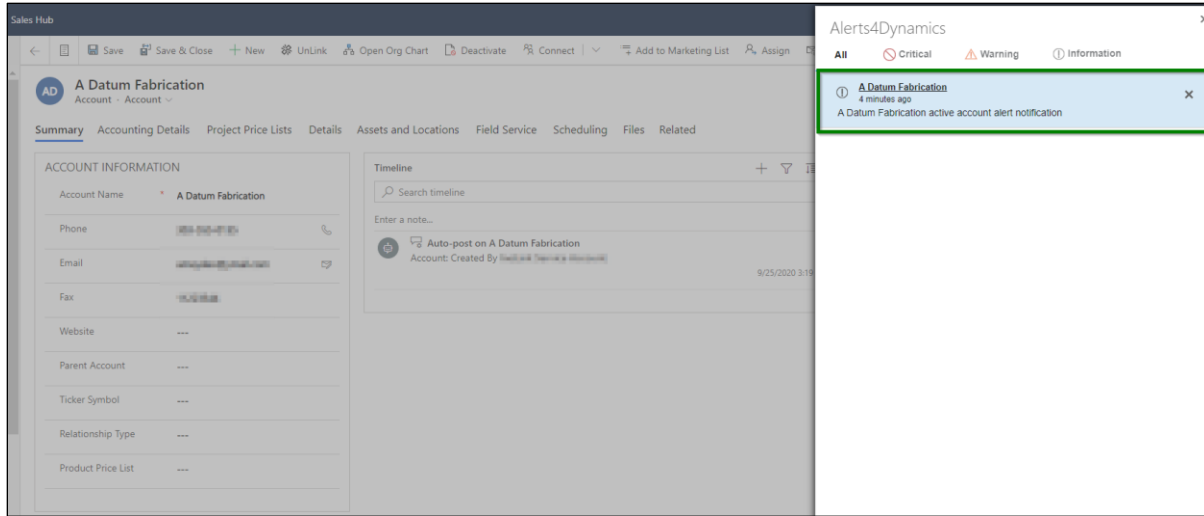 Sales Hub
Save Save & Close New UnLink Open Org Chart Deactivate Connect Add to Marketing List Assign
AD
A Datum Fabrication
Account · Account
Summary Accounting Details Project Price Lists Details Assets and Locations Field Service Scheduling Files Related
ACCOUNT INFORMATION
Account Name * A Datum Fabrication
Phone
Email
Fax
Website ---
Parent Account ---
Ticker Symbol ---
Relationship Type ---
Product Price List ---
Timeline
Search timeline
Enter a note...
Auto-post on A Datum Fabrication
Account: Created By
9/25/2020 3:19
Alerts4Dynamics
All Critical Warning Information
A Datum Fabrication
4 minutes ago
A Datum Fabrication active account alert notification